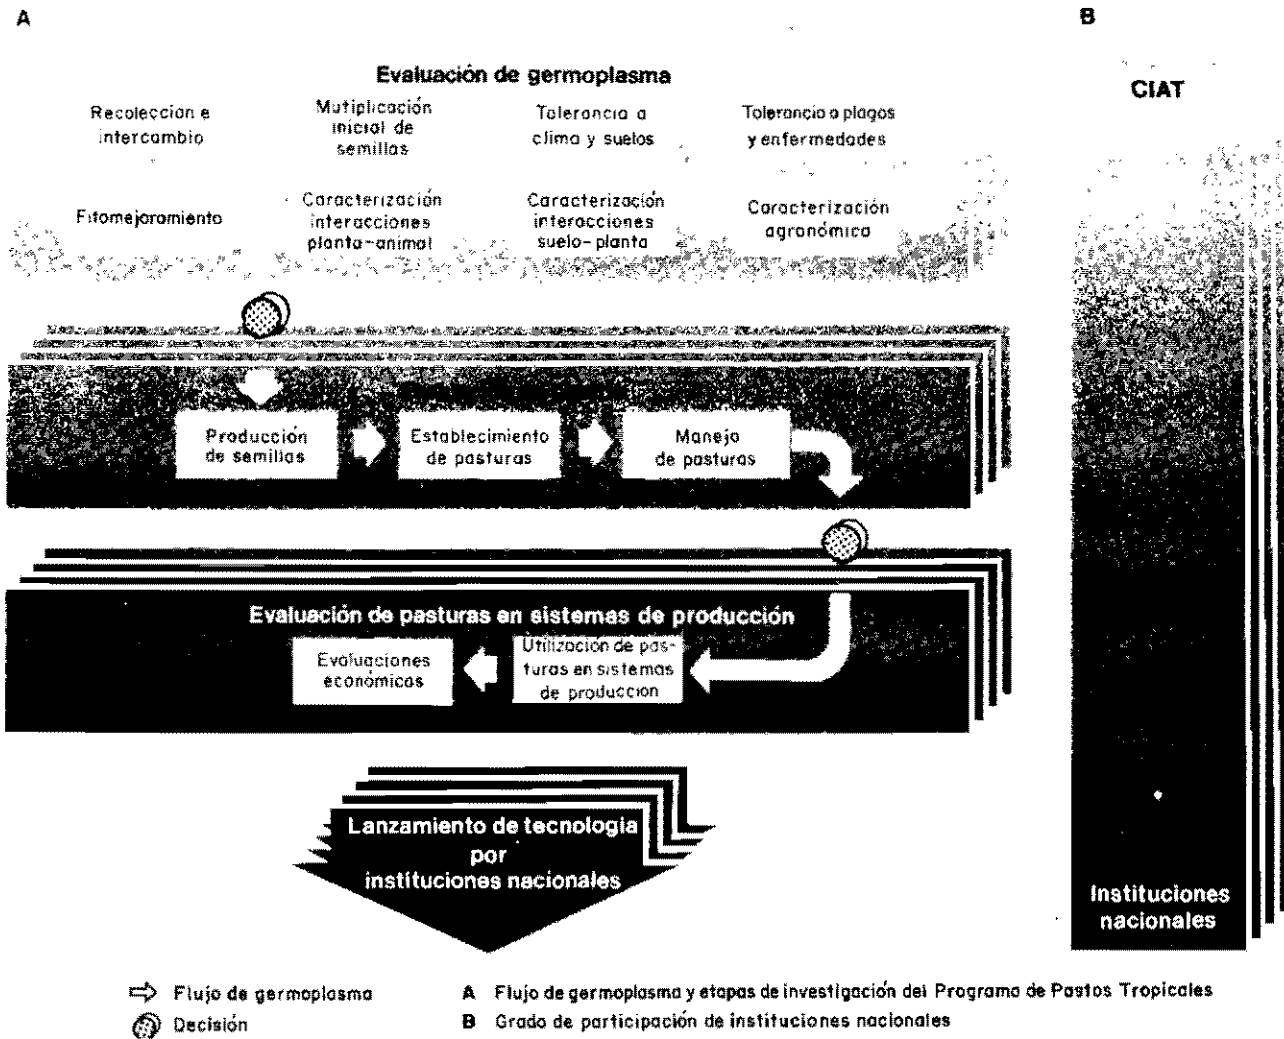 A
B
Evaluación de germoplasma
CIAT
Recolección e
intercambio
Mutiplicación
inicial de
semillas
Tolerancia a
clima y suelos
Tolerancia a plagas
y enfermedades
Fitomejoramiento
Caracterización
interacciones
planta-animal
Caracterización
interacciones
suelo-planta
Caracterización
agronómica
Producción
de semillas
Establecimiento
de pasturas
Manejo
de pasturas
Evaluación de pasturas en sistemas de producción
Evaluaciones
económicas
Utilización de pas-
turas en sistemas
de producción
Lanzamiento de tecnología
por
instituciones nacionales
Instituciones
nacionales
Flujo de germoplasma
Decisión
A Flujo de germoplasma y etapas de investigación del Programa de Pastos Tropicales
B Grado de participación de instituciones nacionales